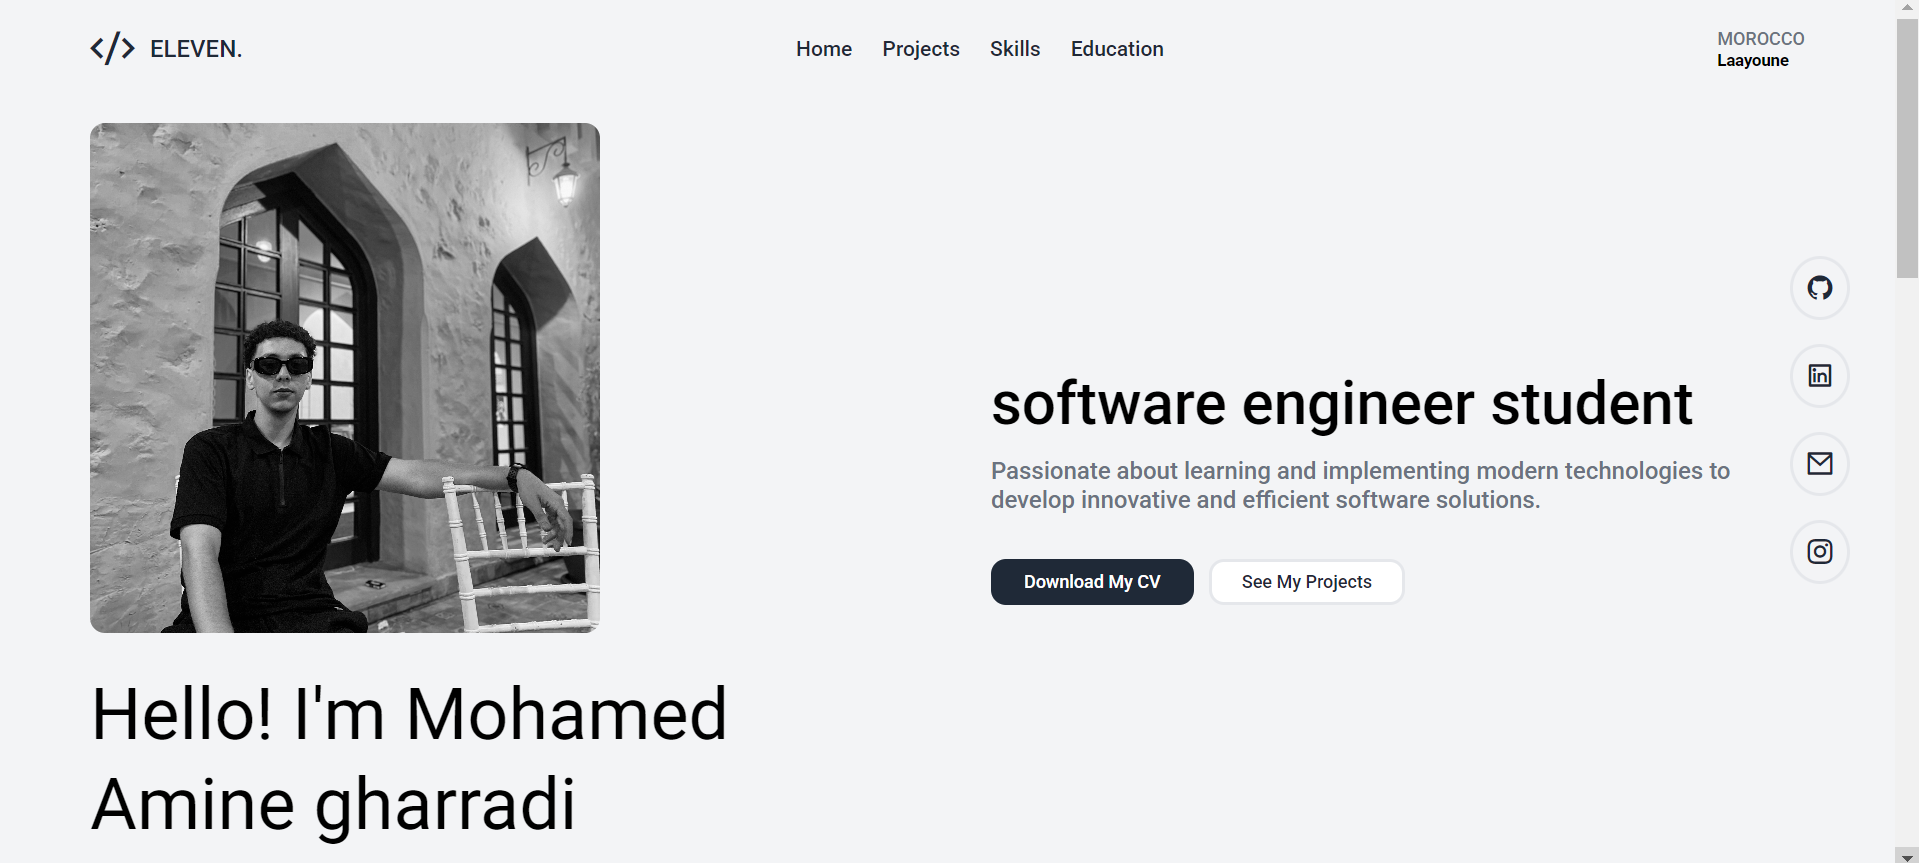 ELEVEN.
Home
Projects
Skills
Education
MOROCCO
Laayoune
software engineer student
Passionate about learning and implementing modern technologies to
develop innovative and efficient software solutions.
Download My CV
See My Projects
Hello! I'm Mohamed
Amine gharradi